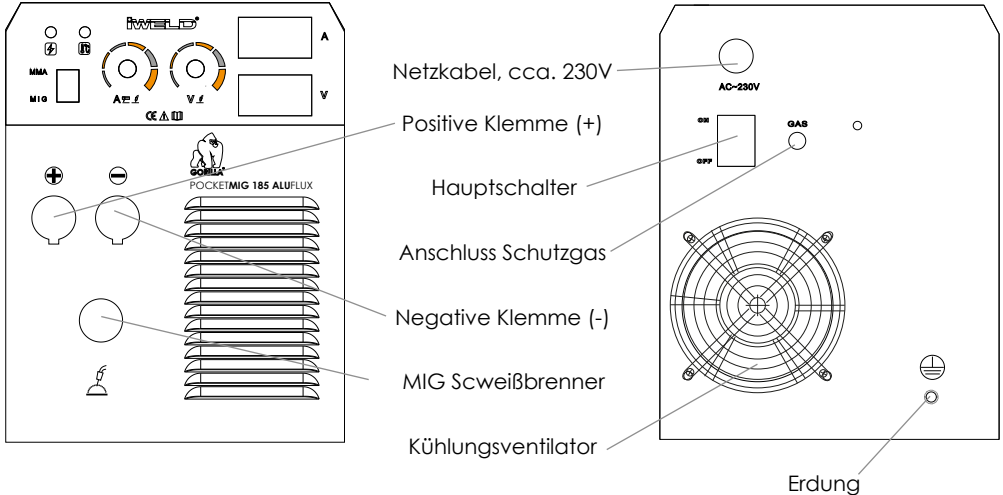 iWELD®
A
V
MMA
MIG
A
V
CE
GORILLA®
POCKETMIG 185 ALUFLUX
+
−
Netzkabel, cca. 230V
Positive Klemme (+)
Hauptschalter
Anschluss Schutzgas
Negative Klemme (-)
MIG Scweißbrenner
Kühlungsventilator
Erdung
AC~230V
ON
OFF
GAS